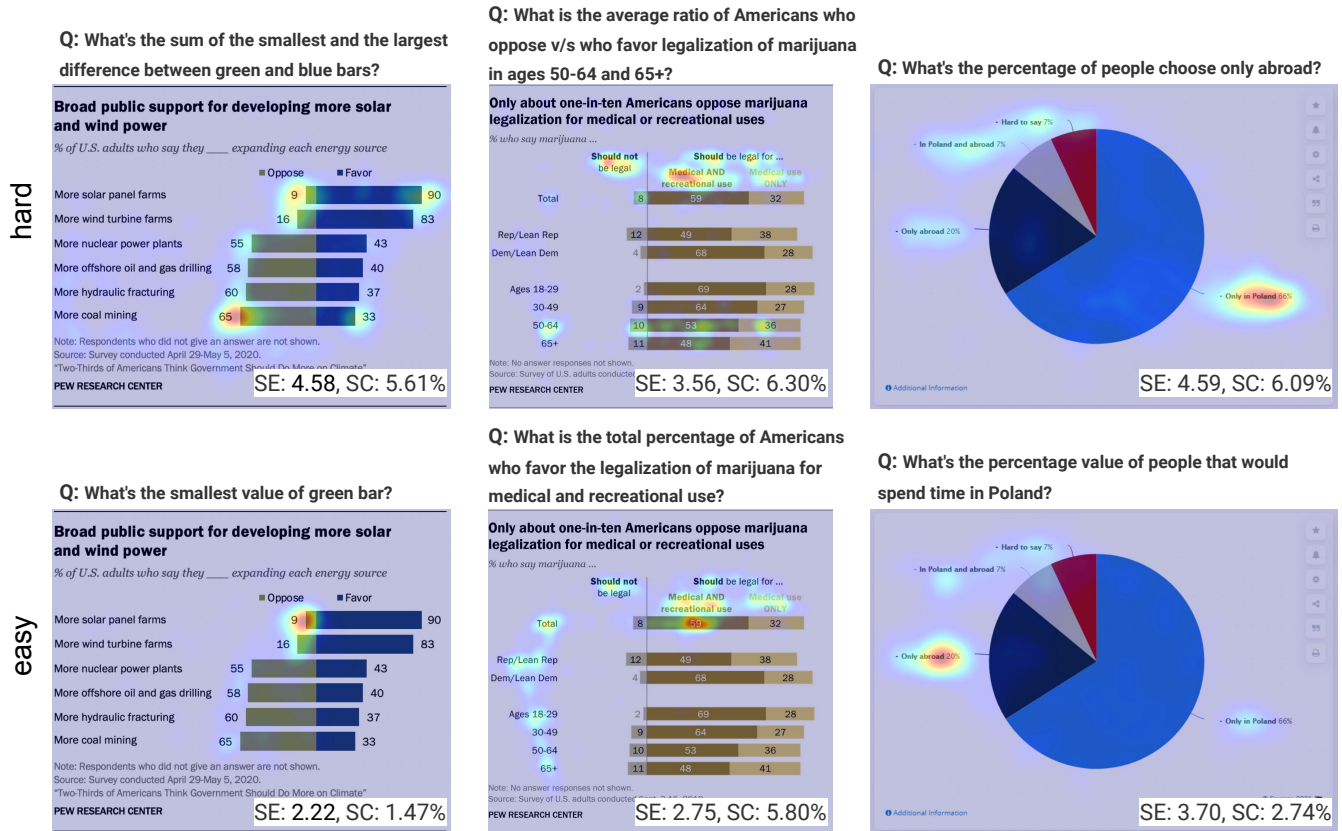 Q: What's the sum of the smallest and the largest
difference between green and blue bars?
Q: What is the average ratio of Americans who
oppose v/s who favor legalization of marijuana
in ages 50-64 and 65+?
Q: What's the percentage of people choose only abroad?
hard
Broad public support for developing more solar
and wind power
% of U.S. adults who say they ____ expanding each energy source
Oppose Favor
More solar panel farms 9 90
More wind turbine farms 16 83
More nuclear power plants 55 43
More offshore oil and gas drilling 58 40
More hydraulic fracturing 60 37
More coal mining 65 33
Note: Respondents who did not give an answer are not shown.
Source: Survey conducted April 29-May 5, 2020.
"Two-Thirds of Americans Think Government Should Do More on Climate"
PEW RESEARCH CENTER
SE: 4.58, SC: 5.61%
Only about one-in-ten Americans oppose marijuana
legalization for medical or recreational uses
% who say marijuana ...
Should not be legal
Should be legal for ...
Medical AND recreational use
Medical use ONLY
Total 8 59 32
Rep/Lean Rep 12 49 38
Dem/Lean Dem 4 68 28
Ages 18-29 2 69 28
30-49 9 64 27
50-64 10 53 36
65+ 11 48 41
Note: No answer responses not shown.
Source: Survey of U.S. adults conducted
PEW RESEARCH CENTER
SE: 3.56, SC: 6.30%
Hard to say 7%
In Poland and abroad 7%
Only abroad 20%
Only in Poland 66%
Additional Information
SE: 4.59, SC: 6.09%
Q: What's the smallest value of green bar?
Q: What is the total percentage of Americans
who favor the legalization of marijuana for
medical and recreational use?
Q: What's the percentage value of people that would
spend time in Poland?
easy
Broad public support for developing more solar
and wind power
% of U.S. adults who say they ____ expanding each energy source
Oppose Favor
More solar panel farms 9 90
More wind turbine farms 16 83
More nuclear power plants 55 43
More offshore oil and gas drilling 58 40
More hydraulic fracturing 60 37
More coal mining 65 33
Note: Respondents who did not give an answer are not shown.
Source: Survey conducted April 29-May 5, 2020.
"Two-Thirds of Americans Think Government Should Do More on Climate"
PEW RESEARCH CENTER
SE: 2.22, SC: 1.47%
Only about one-in-ten Americans oppose marijuana
legalization for medical or recreational uses
% who say marijuana ...
Should not be legal
Should be legal for ...
Medical AND recreational use
Medical use ONLY
Total 8 59 32
Rep/Lean Rep 12 49 38
Dem/Lean Dem 4 68 28
Ages 18-29 2 69 28
30-49 9 64 27
50-64 10 53 36
65+ 11 48 41
Note: No answer responses not shown.
Source: Survey of U.S. adults conducted
PEW RESEARCH CENTER
SE: 2.75, SC: 5.80%
Hard to say 7%
In Poland and abroad 7%
Only abroad 20%
Only in Poland 66%
Additional Information
SE: 3.70, SC: 2.74%